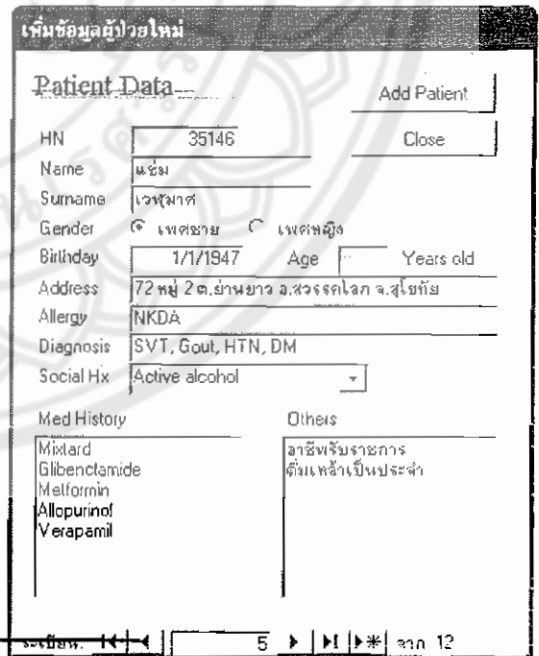 เพิ่มข้อมูลผู้ป่วยใหม่
Patient Data
Add Patient
HN 35146 Close
Name แช่ม
Surname เวฬุมาศ
Gender เพศชาย เพศหญิง
Birthday 1/1/1947 Age Years old
Address 72 หมู่ 2 ต.ย่านยาว อ.สวรรคโลก จ.สุโขทัย
Allergy NKDA
Diagnosis SVT, Gout, HTN, DM
Social Hx Active alcohol
Med History Others
Mixtard อาชีพรับราชการ
Glibenclamide ดื่มเหล้าเป็นประจำ
Metformin
Allopurinol
Verapamil
ระเบียน: 5 จาก 12